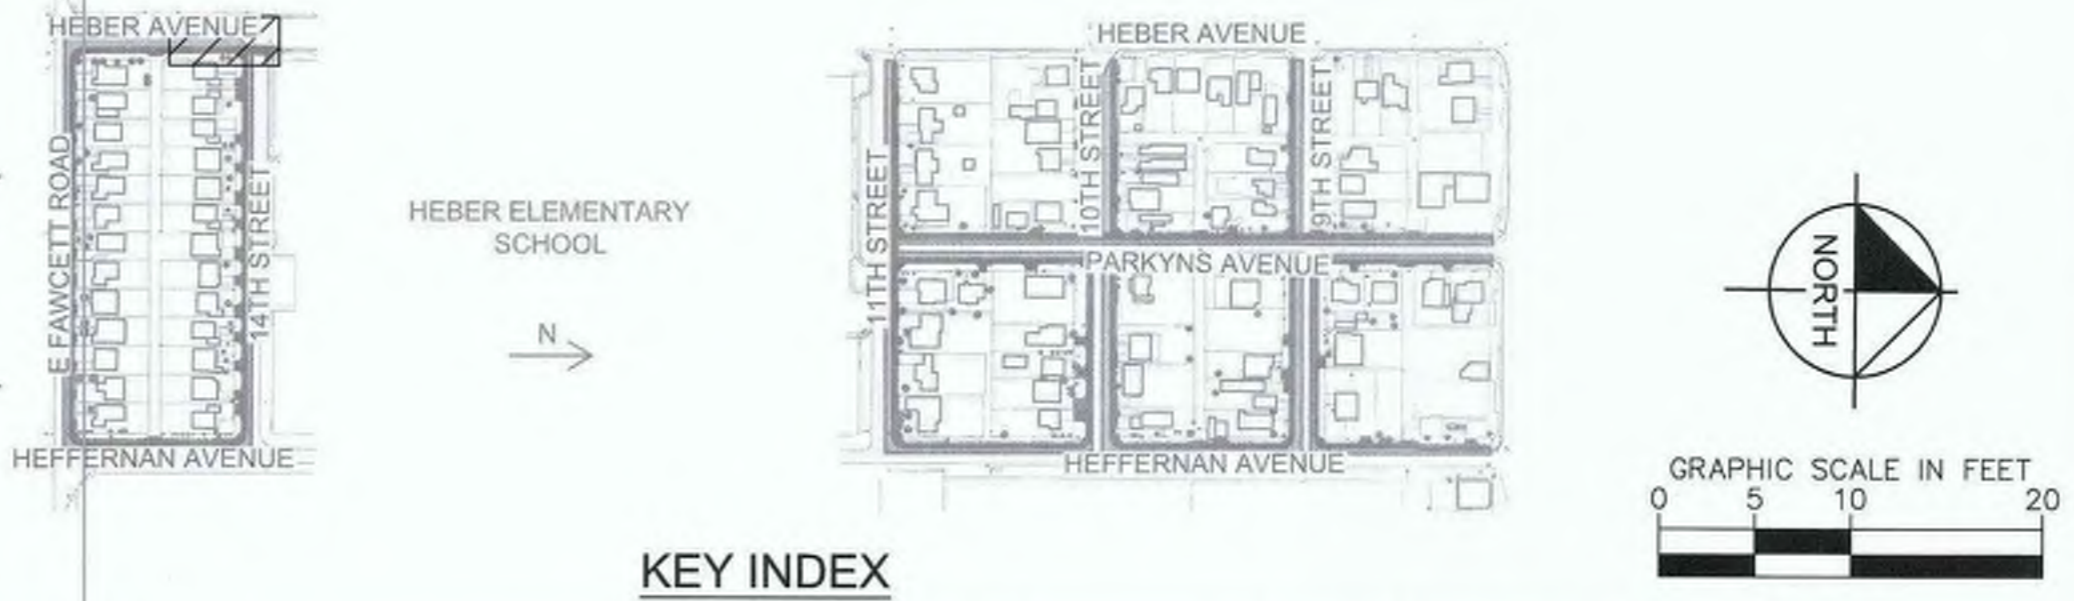 HEBER AVENUE
E FAWCETT ROAD
14TH STREET
HEFFERNAN AVENUE
HEBER ELEMENTARY
SCHOOL
N
HEBER AVENUE
11TH STREET
10TH STREET
9TH STREET
PARKYNS AVENUE
HEFFERNAN AVENUE
KEY INDEX
NORTH
GRAPHIC SCALE IN FEET
0 5 10 20